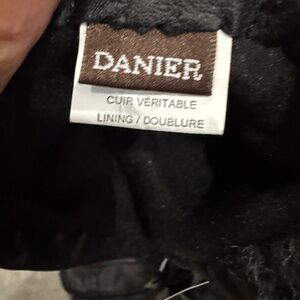 DANIER
CUIR VÉRITABLE
LINING / DOUBLURE